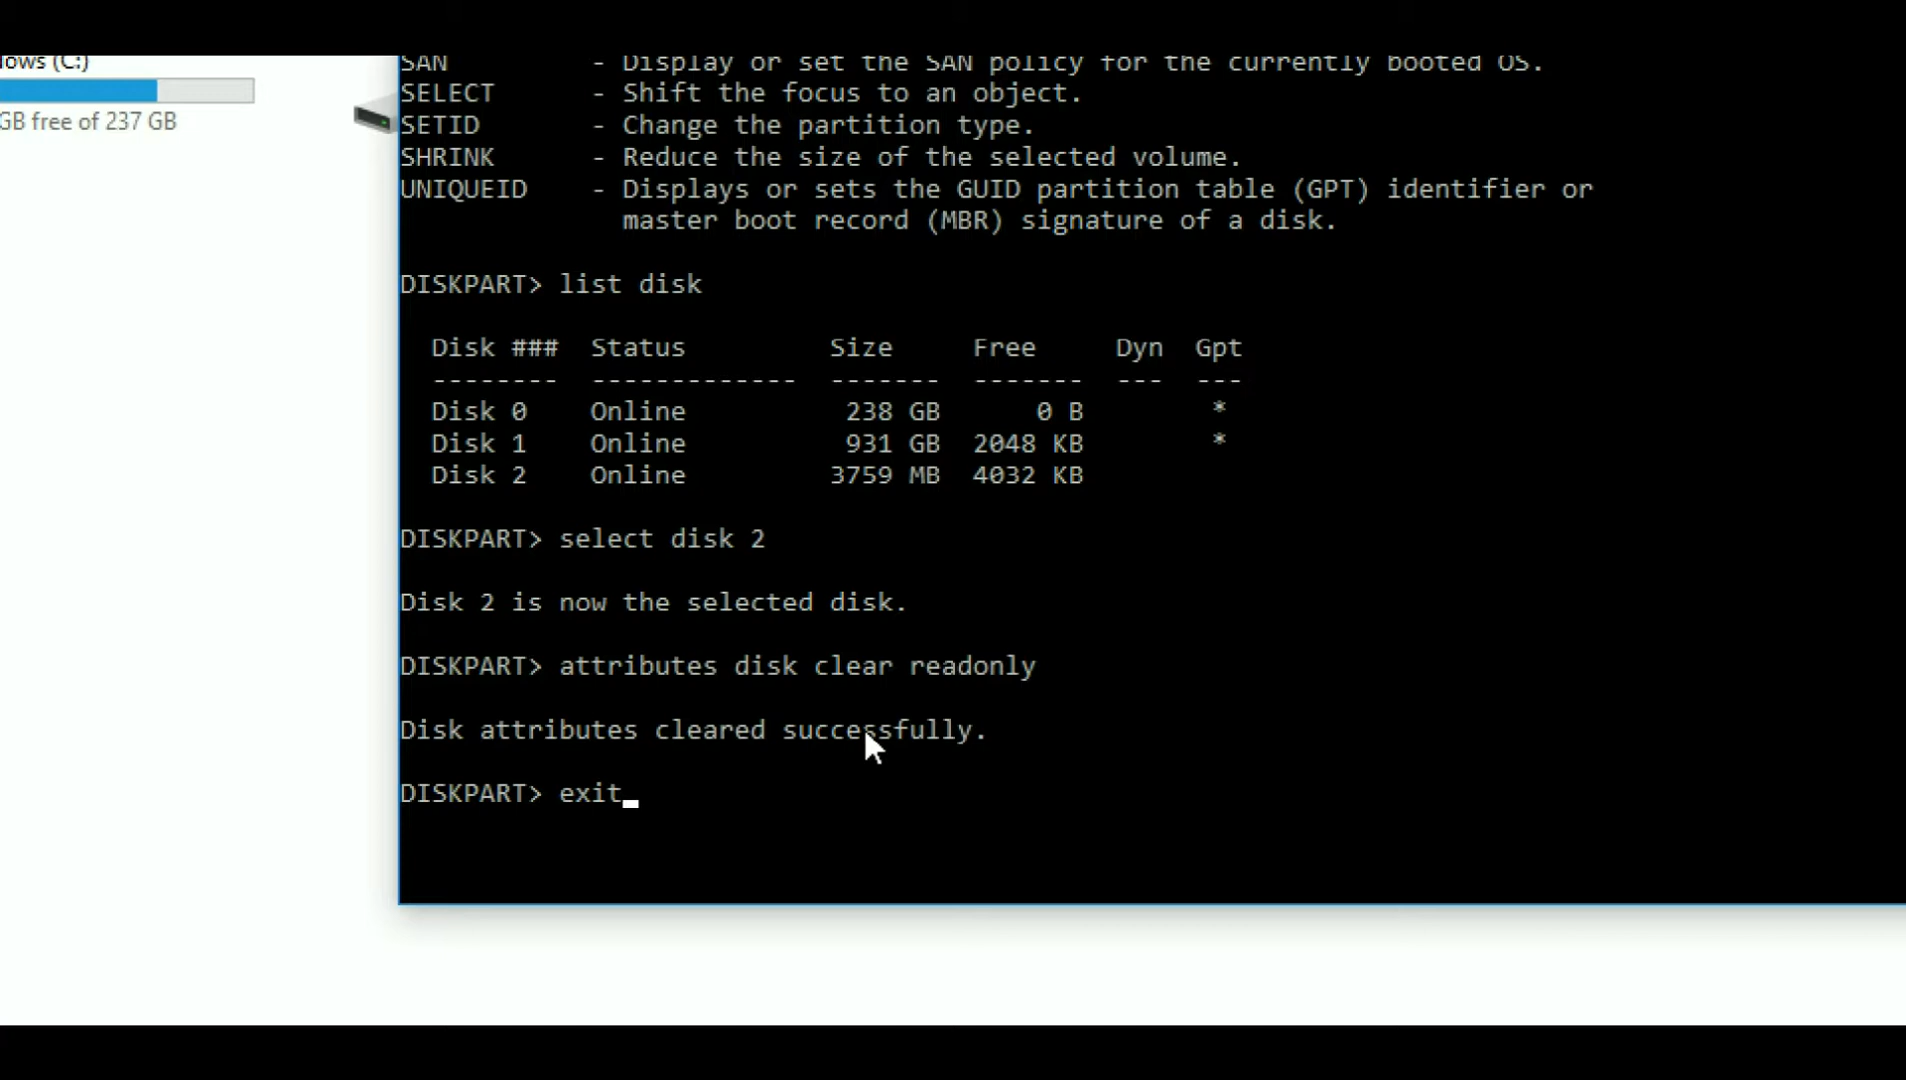 (C:)
GB free of 237 GB
SAN - Display or set the SAN policy for the currently booted OS.
SELECT - Shift the focus to an object.
SETID - Change the partition type.
SHRINK - Reduce the size of the selected volume.
UNIQUEID - Displays or sets the GUID partition table (GPT) identifier or
master boot record (MBR) signature of a disk.
DISKPART> list disk
Disk ### Status Size Free Dyn Gpt
-------- ------------- ------- ------- --- ---
Disk 0 Online 238 GB 0 B *
Disk 1 Online 931 GB 2048 KB *
Disk 2 Online 3759 MB 4032 KB
DISKPART> select disk 2
Disk 2 is now the selected disk.
DISKPART> attributes disk clear readonly
Disk attributes cleared successfully.
DISKPART> exit